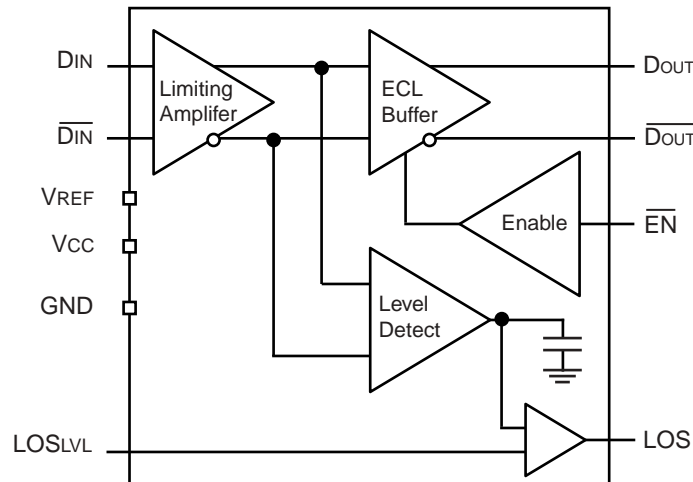 DIN
Limiting
Amplifer
ECL
Buffer
DOUT
DIN
DOUT
VREF
Enable
EN
VCC
GND
Level
Detect
LOSLVL
LOS